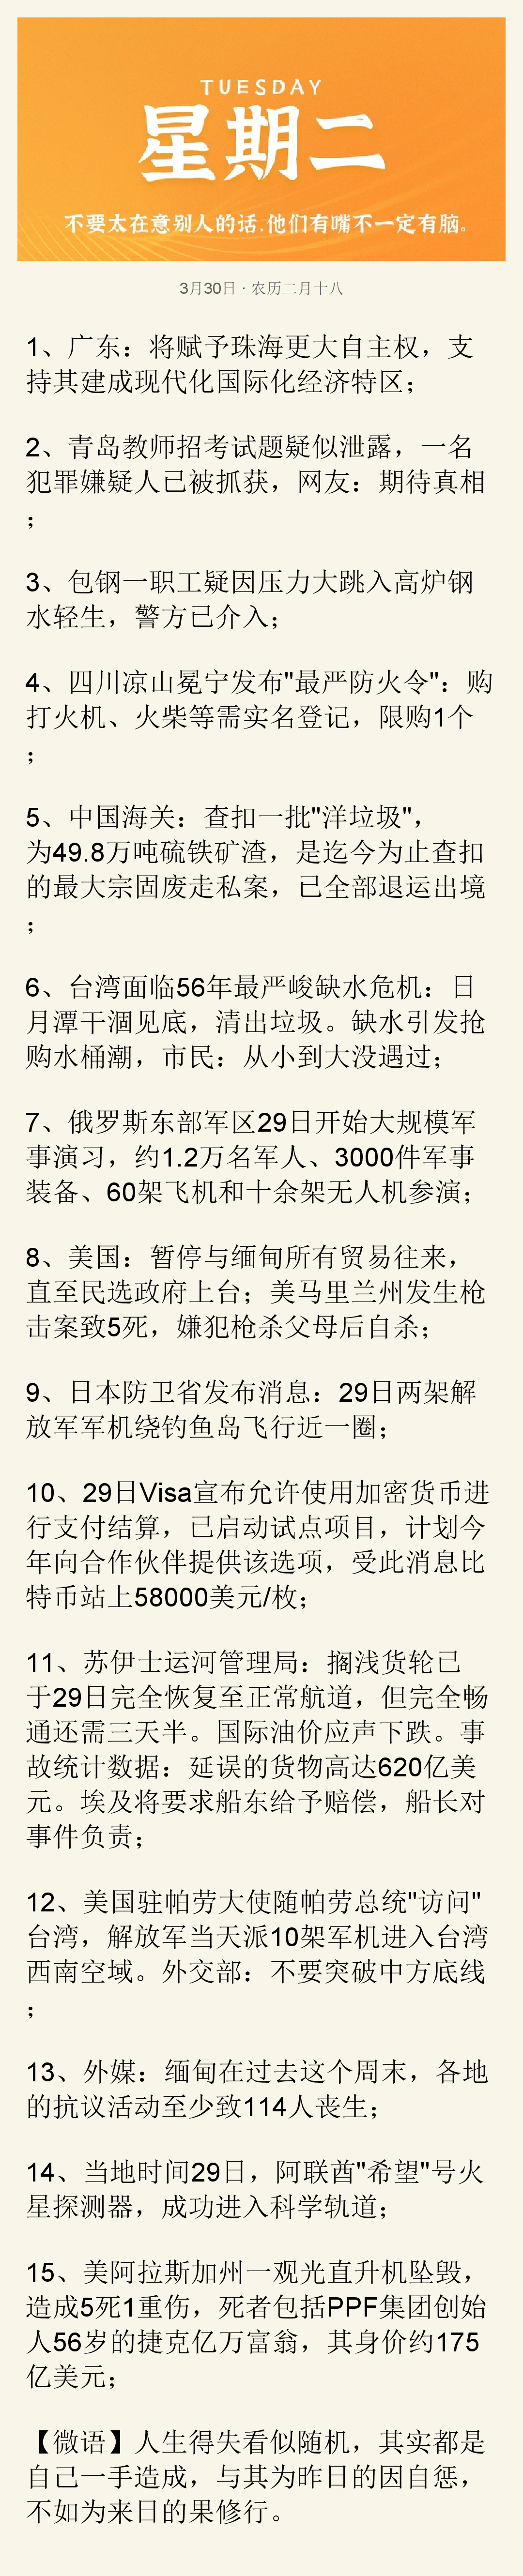 TUESDAY
星期二
不要太在意别人的话.他们有嘴不一定有脑。
3月30日 · 农历二月十八
1、广东：将赋予珠海更大自主权，支
持其建成现代化国际化经济特区；
2、青岛教师招考试题疑似泄露，一名
犯罪嫌疑人已被抓获，网友：期待真相
；
3、包钢一职工疑因压力大跳入高炉钢
水轻生，警方已介入；
4、四川凉山冕宁发布"最严防火令"：购
打火机、火柴等需实名登记，限购1个
；
5、中国海关：查扣一批"洋垃圾"，
为49.8万吨硫铁矿渣，是迄今为止查扣
的最大宗固废走私案，已全部退运出境
；
6、台湾面临56年最严峻缺水危机：日
月潭干涸见底，清出垃圾。缺水引发抢
购水桶潮，市民：从小到大没遇过；
7、俄罗斯东部军区29日开始大规模军
事演习，约1.2万名军人、3000件军事
装备、60架飞机和十余架无人机参演；
8、美国：暂停与缅甸所有贸易往来，
直至民选政府上台；美马里兰州发生枪
击案致5死，嫌犯枪杀父母后自杀；
9、日本防卫省发布消息：29日两架解
放军军机绕钓鱼岛飞行近一圈；
10、29日Visa宣布允许使用加密货币进
行支付结算，已启动试点项目，计划今
年向合作伙伴提供该选项，受此消息比
特币站上58000美元/枚；
11、苏伊士运河管理局：搁浅货轮已
于29日完全恢复至正常航道，但完全畅
通还需三天半。国际油价应声下跌。事
故统计数据：延误的货物高达620亿美
元。埃及将要求船东给予赔偿，船长对
事件负责；
12、美国驻帕劳大使随帕劳总统"访问"
台湾，解放军当天派10架军机进入台湾
西南空域。外交部：不要突破中方底线
；
13、外媒：缅甸在过去这个周末，各地
的抗议活动至少致114人丧生；
14、当地时间29日，阿联酋"希望"号火
星探测器，成功进入科学轨道；
15、美阿拉斯加州一观光直升机坠毁，
造成5死1重伤，死者包括PPF集团创始
人56岁的捷克亿万富翁，其身价约175
亿美元；
【微语】人生得失看似随机，其实都是
自己一手造成，与其为昨日的因自惩，
不如为来日的果修行。